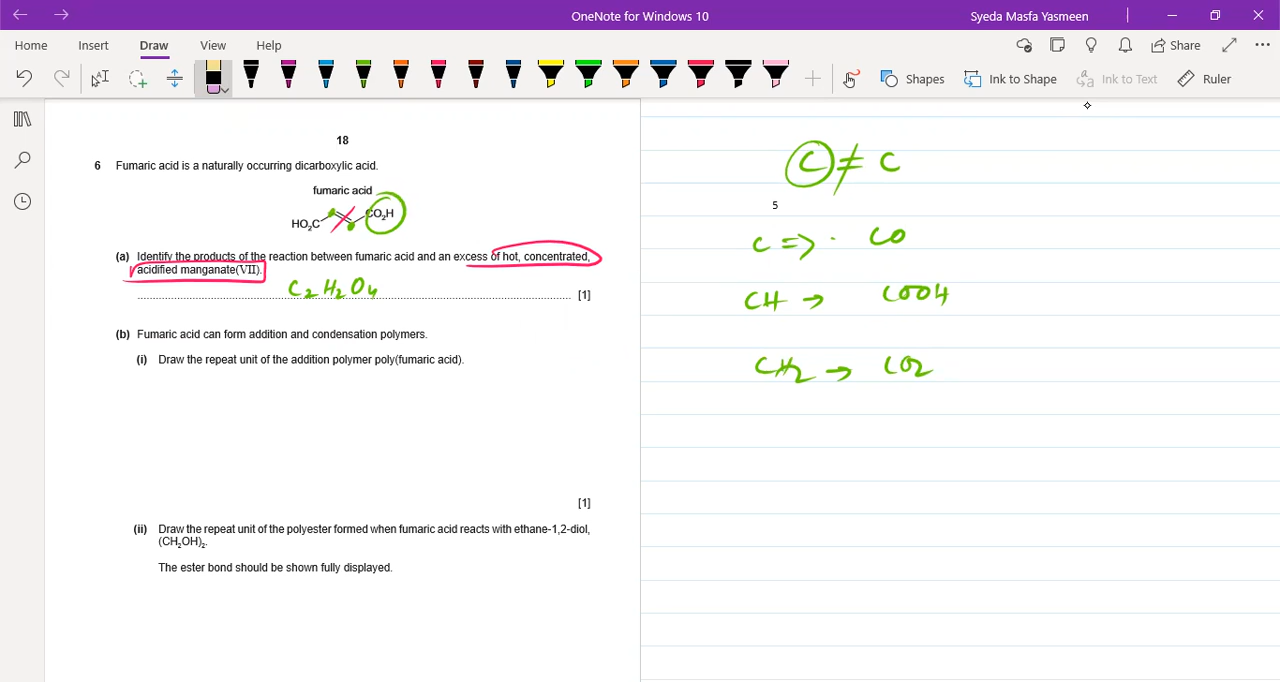 OneNote for Windows 10
Syeda Masfa Yasmeen
Home Insert Draw View Help
Share
Shapes Ink to Shape Ink to Text Ruler
18
6 Fumaric acid is a naturally occurring dicarboxylic acid.
fumaric acid
HO₂C CO₂H
(a) Identify the products of the reaction between fumaric acid and an excess of hot, concentrated,
acidified manganate(VII).
C2H2O4
[1]
(b) Fumaric acid can form addition and condensation polymers.
(i) Draw the repeat unit of the addition polymer poly(fumaric acid).
[1]
(ii) Draw the repeat unit of the polyester formed when fumaric acid reacts with ethane-1,2-diol,
(CH₂OH)₂.
The ester bond should be shown fully displayed.
C = C
5
C => CO
CH → COOH
CH2 → CO2